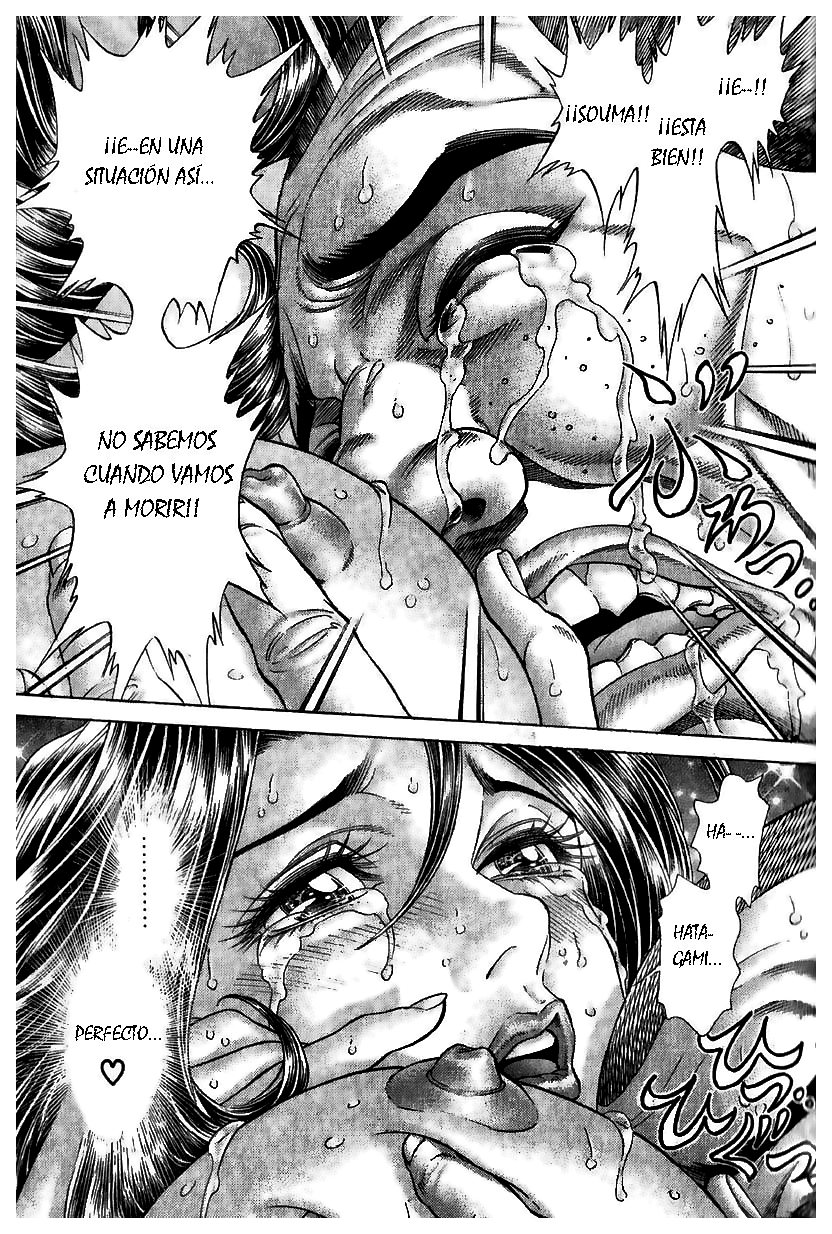 ¡¡E--!!
¡¡ESTA
BIEN!!
¡¡SOUMA!!
¡¡E--EN UNA
SITUACIÓN ASÍ...
NO SABEMOS
CUANDO VAMOS
A MORIR!!
HA--...
HATA-
GAMI...
.........
PERFECTO...
♡